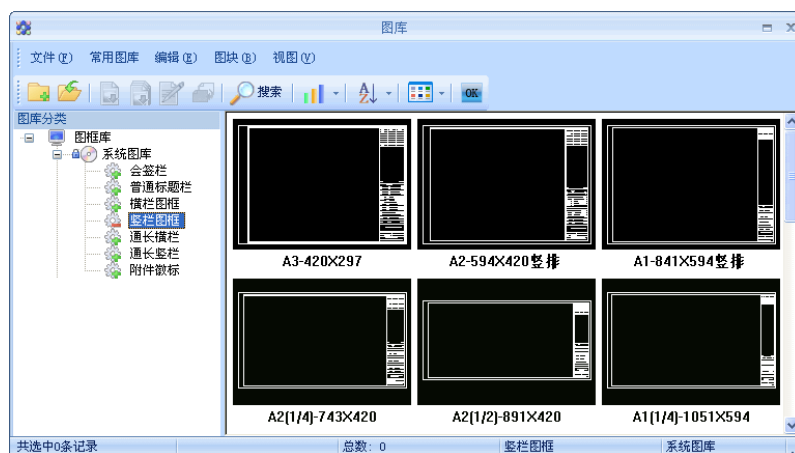 图库
文件(F) 常用图库 编辑(E) 图块(B) 视图(V)
搜索 OK
图库分类
图框库
系统图库
会签栏
普通标题栏
横栏图框
竖栏图框
通长横栏
通长竖栏
附件徽标
A3-420X297 A2-594X420竖排 A1-841X594竖排
A2(1/4)-743X420 A2(1/2)-891X420 A1(1/4)-1051X594
共选中0条记录 总数: 0 竖栏图框 系统图库